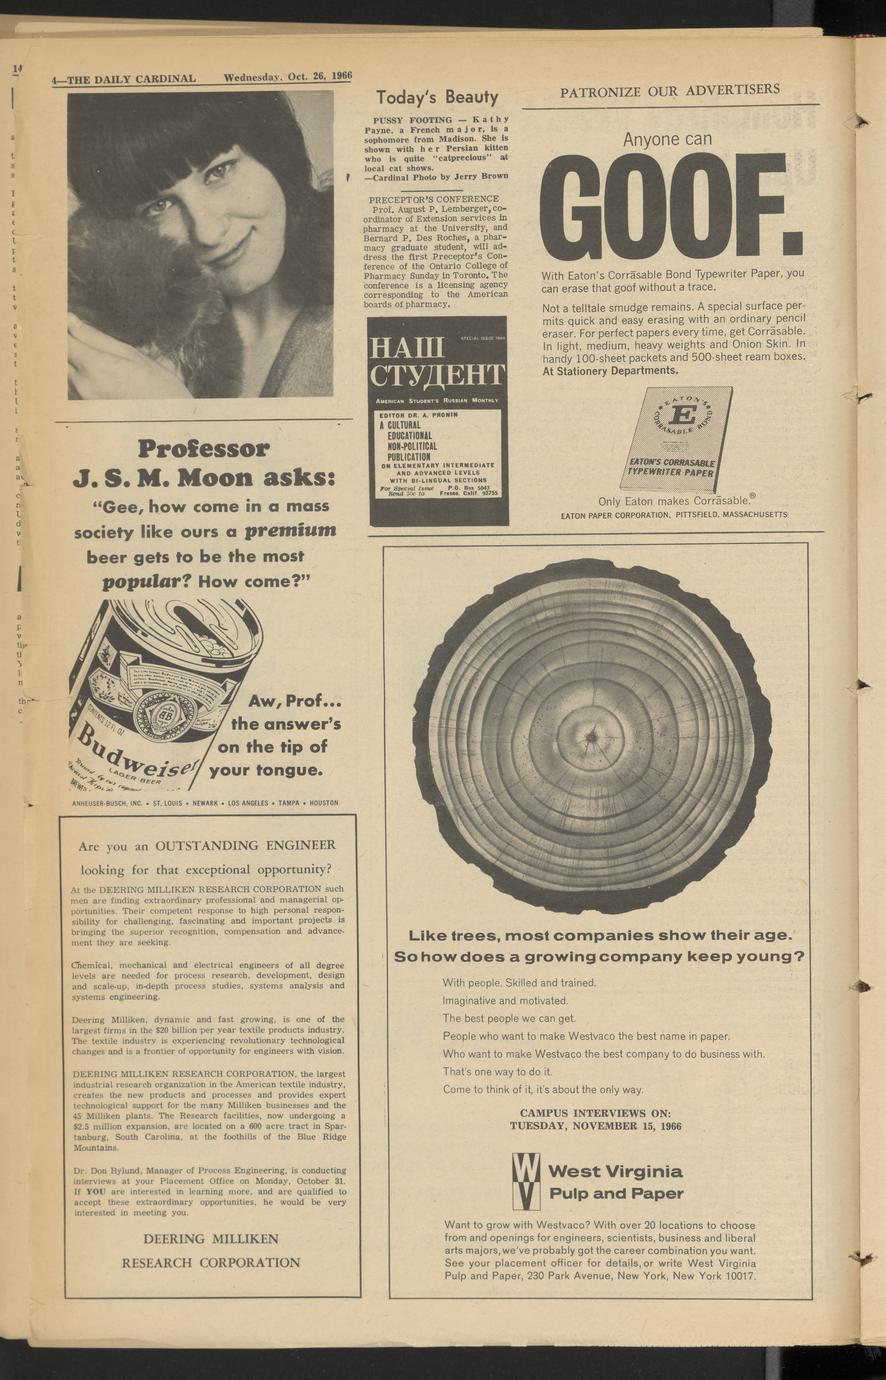 4—THE DAILY CARDINAL Wednesday, Oct. 26, 1966
Today's Beauty
PUSSY FOOTING — Kathy
Payne, a French major, is a
sophomore from Madison. She is
shown with her Persian kitten
who is quite "catprecious" at
local cat shows.
—Cardinal Photo by Jerry Brown
PRECEPTOR'S CONFERENCE
Prof. August P. Lemberger, co-
ordinator of Extension services in
pharmacy at the University, and
Bernard P. Des Roches, a phar-
macy graduate student, will ad-
dress the first Preceptor's Con-
ference of the Ontario College of
Pharmacy Sunday in Toronto. The
conference is a licensing agency
corresponding to the American
boards of pharmacy.
SPECIAL ISSUE
НАШ
СТУДЕНТ
AMERICAN STUDENT'S RUSSIAN MONTHLY
EDITOR DR. A. PRONIN
A CULTURAL
EDUCATIONAL
NON-POLITICAL
PUBLICATION
ON ELEMENTARY INTERMEDIATE
AND ADVANCED LEVELS
WITH BI-LINGUAL SECTIONS
For Special Issue P.O. Box 5043
Send 50c to Fresno. Calif. 93755
PATRONIZE OUR ADVERTISERS
Anyone can
GOOF.
With Eaton's Corrāsable Bond Typewriter Paper, you
can erase that goof without a trace.
Not a telltale smudge remains. A special surface per-
mits quick and easy erasing with an ordinary pencil
eraser. For perfect papers every time, get Corrāsable.
In light, medium, heavy weights and Onion Skin. In
handy 100-sheet packets and 500-sheet ream boxes.
At Stationery Departments.
EATON'S
CORRASABLE BOND
E
EATON'S CORRASABLE
TYPEWRITER PAPER
Only Eaton makes Corrāsable.®
EATON PAPER CORPORATION, PITTSFIELD, MASSACHUSETTS
Professor
J. S. M. Moon asks:
"Gee, how come in a mass
society like ours a premium
beer gets to be the most
popular? How come?"
CONTENTS 12 FL. OZ.
Budweiser
LAGER BEER
Aw, Prof...
the answer's
on the tip of
your tongue.
ANHEUSER-BUSCH, INC. • ST. LOUIS • NEWARK • LOS ANGELES • TAMPA • HOUSTON
Are you an OUTSTANDING ENGINEER
looking for that exceptional opportunity?
At the DEERING MILLIKEN RESEARCH CORPORATION such
men are finding extraordinary professional and managerial op-
portunities. Their competent response to high personal respon-
sibility for challenging, fascinating and important projects is
bringing the superior recognition, compensation and advance-
ment they are seeking.
Chemical, mechanical and electrical engineers of all degree
levels are needed for process research, development, design
and scale-up, in-depth process studies, systems analysis and
systems engineering.
Deering Milliken, dynamic and fast growing, is one of the
largest firms in the $20 billion per year textile products industry.
The textile industry is experiencing revolutionary technological
changes and is a frontier of opportunity for engineers with vision.
DEERING MILLIKEN RESEARCH CORPORATION, the largest
industrial research organization in the American textile industry,
creates the new products and processes and provides expert
technological support for the many Milliken businesses and the
45 Milliken plants. The Research facilities, now undergoing a
$2.5 million expansion, are located on a 600 acre tract in Spar-
tanburg, South Carolina, at the foothills of the Blue Ridge
Mountains.
Dr. Don Bylund, Manager of Process Engineering, is conducting
interviews at your Placement Office on Monday, October 31.
If YOU are interested in learning more, and are qualified to
accept these extraordinary opportunities, he would be very
interested in meeting you.
DEERING MILLIKEN
RESEARCH CORPORATION
Like trees, most companies show their age.
So how does a growing company keep young?
With people. Skilled and trained.
Imaginative and motivated.
The best people we can get.
People who want to make Westvaco the best name in paper.
Who want to make Westvaco the best company to do business with.
That's one way to do it.
Come to think of it, it's about the only way.
CAMPUS INTERVIEWS ON:
TUESDAY, NOVEMBER 15, 1966
West Virginia
Pulp and Paper
Want to grow with Westvaco? With over 20 locations to choose
from and openings for engineers, scientists, business and liberal
arts majors, we've probably got the career combination you want.
See your placement officer for details, or write West Virginia
Pulp and Paper, 230 Park Avenue, New York, New York 10017.